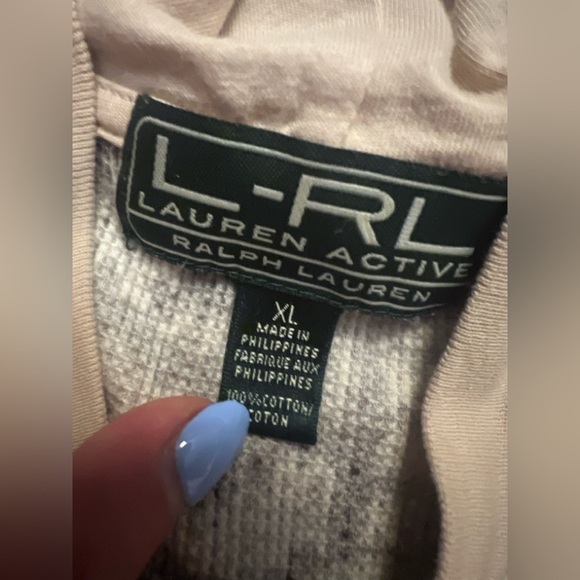 L-RL
LAUREN ACTIVE
RALPH LAUREN
XL
MADE IN
PHILIPPINES
FABRIQUE AUX
PHILIPPINES
100%COTTON/
COTON